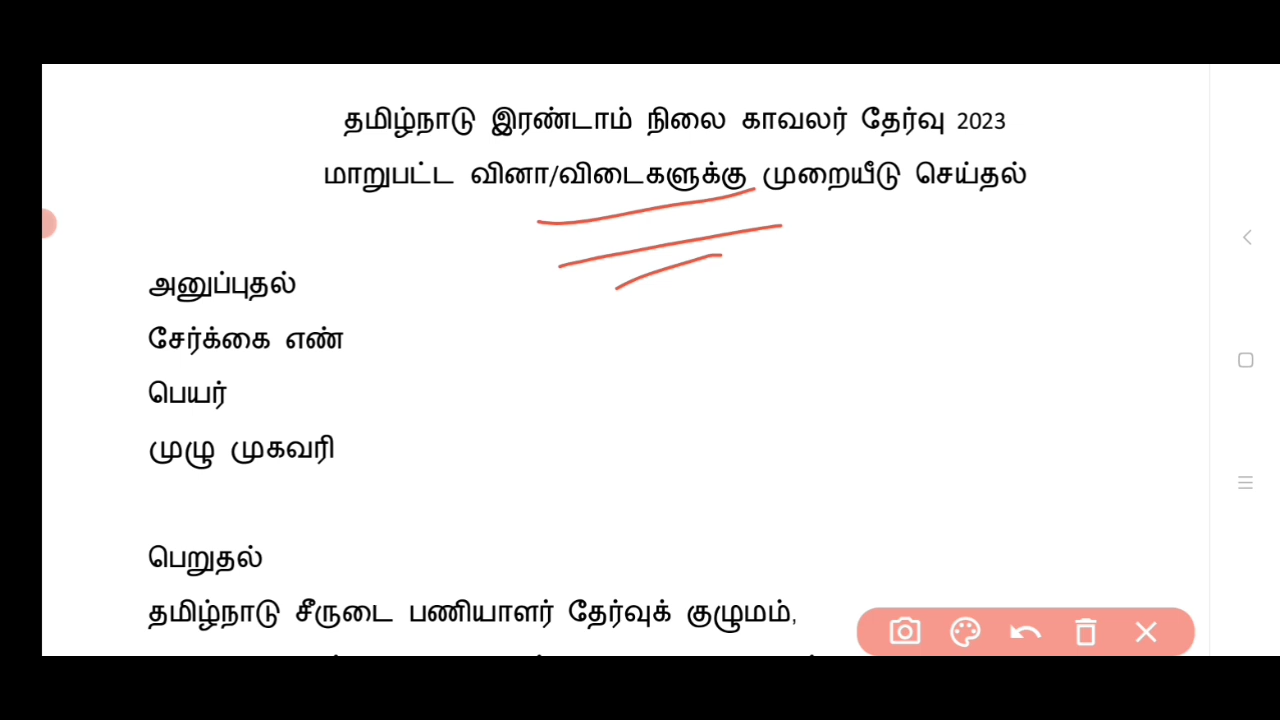 தமிழ்நாடு இரண்டாம் நிலை காவலர் தேர்வு 2023
மாறுபட்ட வினா/விடைகளுக்கு முறையீடு செய்தல்
அனுப்புதல்
சேர்க்கை எண்
பெயர்
முழு முகவரி
பெறுதல்
தமிழ்நாடு சீருடை பணியாளர் தேர்வுக் குழுமம்,